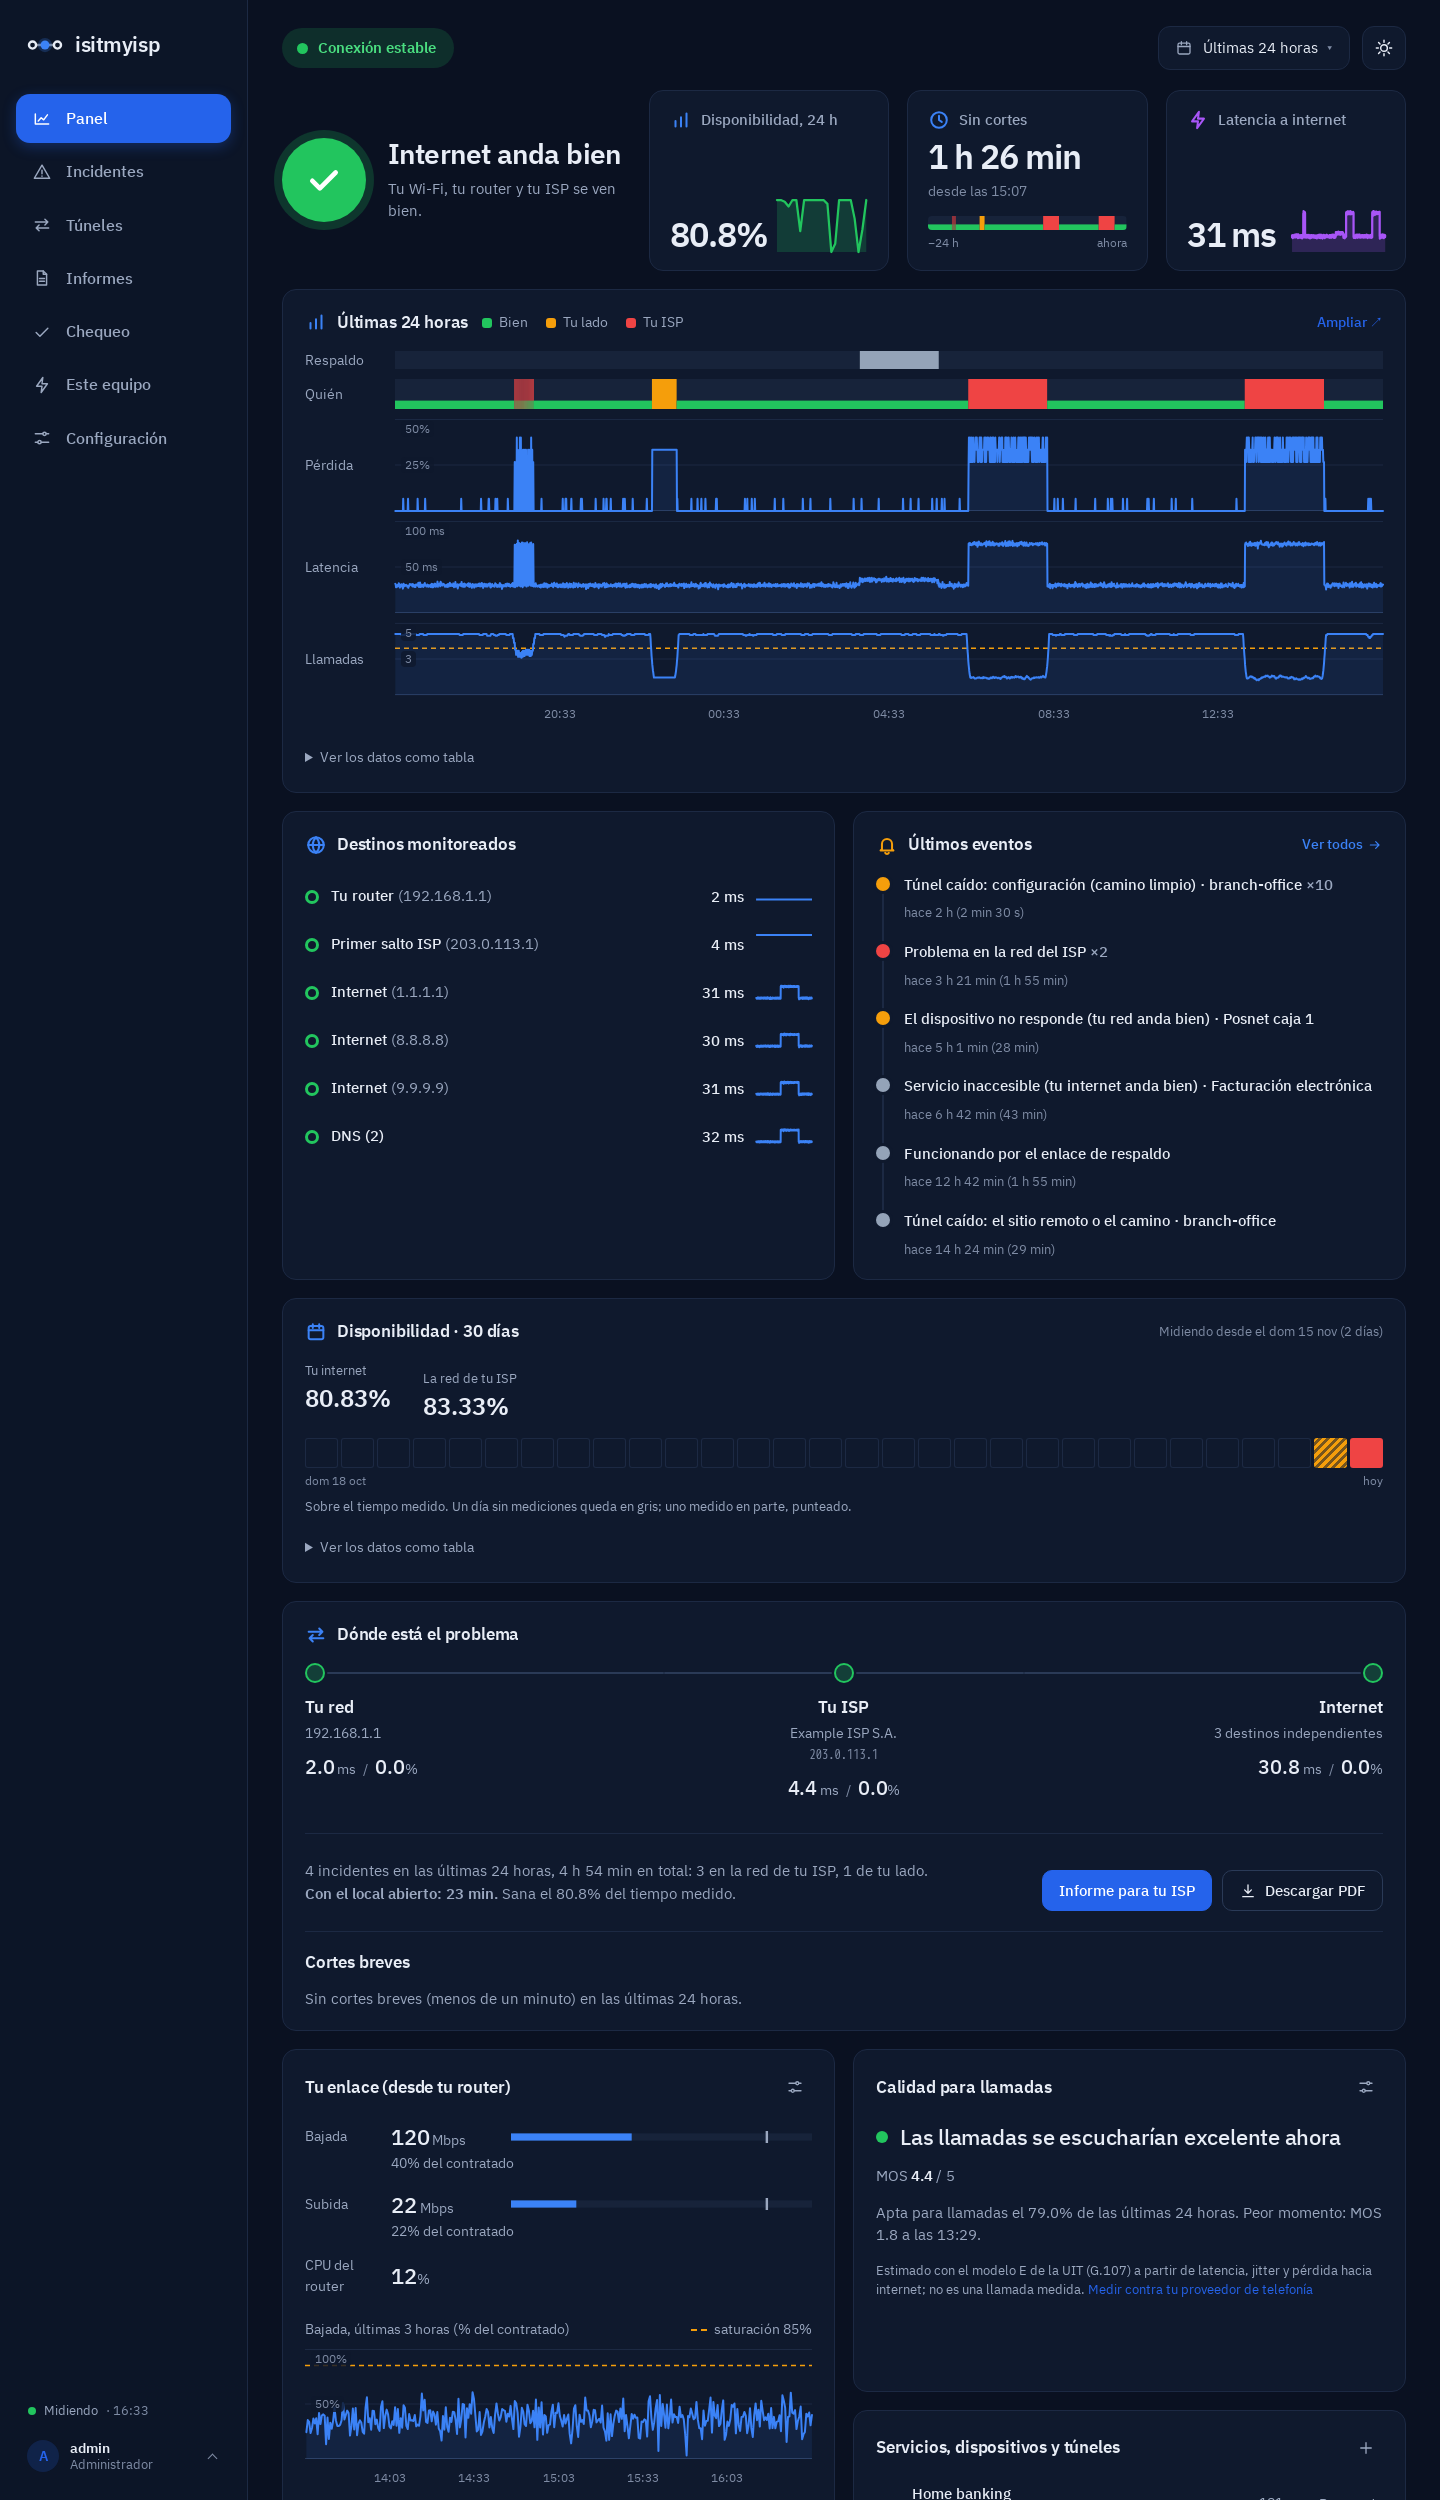 isitmyisp
Panel
Incidentes
Túneles
Informes
Chequeo
Este equipo
Configuración
Midiendo · 16:33
A
admin
Administrador
Conexión estable
Últimas 24 horas
Internet anda bien
Tu Wi-Fi, tu router y tu ISP se ven
bien.
Disponibilidad, 24 h
80.8%
Sin cortes
1 h 26 min
desde las 15:07
−24 h
ahora
Latencia a internet
31 ms
Últimas 24 horas
Bien
Tu lado
Tu ISP
Ampliar ↗
Respaldo
Quién
50%
Pérdida
25%
100 ms
Latencia
50 ms
5
Llamadas
3
20:33
00:33
04:33
08:33
12:33
Ver los datos como tabla
Destinos monitoreados
Tu router (192.168.1.1)
2 ms
Primer salto ISP (203.0.113.1)
4 ms
Internet (1.1.1.1)
31 ms
Internet (8.8.8.8)
30 ms
Internet (9.9.9.9)
31 ms
DNS (2)
32 ms
Últimos eventos
Ver todos →
Túnel caído: configuración (camino limpio) · branch-office ×10
hace 2 h (2 min 30 s)
Problema en la red del ISP ×2
hace 3 h 21 min (1 h 55 min)
El dispositivo no responde (tu red anda bien) · Posnet caja 1
hace 5 h 1 min (28 min)
Servicio inaccesible (tu internet anda bien) · Facturación electrónica
hace 6 h 42 min (43 min)
Funcionando por el enlace de respaldo
hace 12 h 42 min (1 h 55 min)
Túnel caído: el sitio remoto o el camino · branch-office
hace 14 h 24 min (29 min)
Disponibilidad · 30 días
Midiendo desde el dom 15 nov (2 días)
Tu internet
80.83%
La red de tu ISP
83.33%
dom 18 oct
hoy
Sobre el tiempo medido. Un día sin mediciones queda en gris; uno medido en parte, punteado.
Ver los datos como tabla
Dónde está el problema
Tu red
192.168.1.1
2.0 ms / 0.0%
Tu ISP
Example ISP S.A.
203.0.113.1
4.4 ms / 0.0%
Internet
3 destinos independientes
30.8 ms / 0.0%
4 incidentes en las últimas 24 horas, 4 h 54 min en total: 3 en la red de tu ISP, 1 de tu lado.
Con el local abierto: 23 min. Sana el 80.8% del tiempo medido.
Informe para tu ISP
Descargar PDF
Cortes breves
Sin cortes breves (menos de un minuto) en las últimas 24 horas.
Tu enlace (desde tu router)
Bajada
120 Mbps
40% del contratado
Subida
22 Mbps
22% del contratado
CPU del
router
12%
Bajada, últimas 3 horas (% del contratado)
saturación 85%
100%
50%
14:03
14:33
15:03
15:33
16:03
Calidad para llamadas
Las llamadas se escucharían excelente ahora
MOS 4.4 / 5
Apta para llamadas el 79.0% de las últimas 24 horas. Peor momento: MOS
1.8 a las 13:29.
Estimado con el modelo E de la UIT (G.107) a partir de latencia, jitter y pérdida hacia
internet; no es una llamada medida. Medir contra tu proveedor de telefonía
Servicios, dispositivos y túneles
Home banking